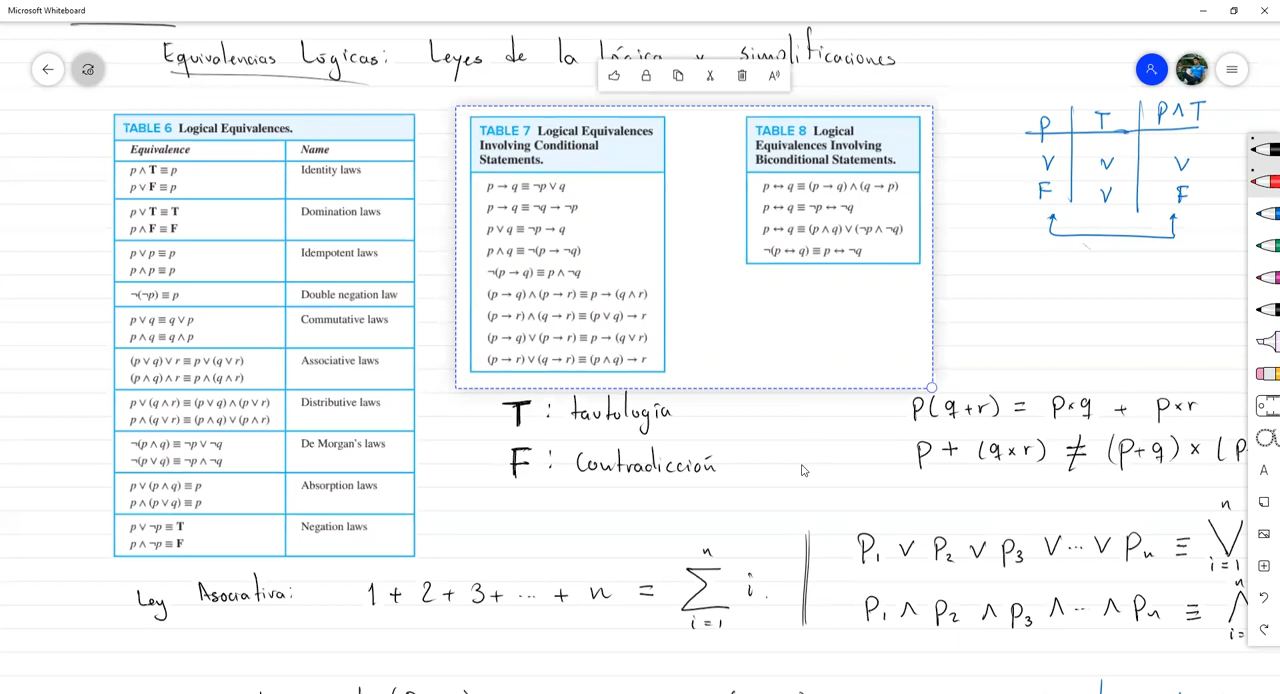 Microsoft Whiteboard
Equivalencias Lógicas: Leyes de la lógica y simplificaciones
TABLE 6 Logical Equivalences.
Equivalence Name
p ∧ T ≡ p Identity laws
p ∨ F ≡ p
p ∨ T ≡ T Domination laws
p ∧ F ≡ F
p ∨ p ≡ p Idempotent laws
p ∧ p ≡ p
¬(¬p) ≡ p Double negation law
p ∨ q ≡ q ∨ p Commutative laws
p ∧ q ≡ q ∧ p
(p ∨ q) ∨ r ≡ p ∨ (q ∨ r) Associative laws
(p ∧ q) ∧ r ≡ p ∧ (q ∧ r)
p ∨ (q ∧ r) ≡ (p ∨ q) ∧ (p ∨ r) Distributive laws
p ∧ (q ∨ r) ≡ (p ∧ q) ∨ (p ∧ r)
¬(p ∧ q) ≡ ¬p ∨ ¬q De Morgan's laws
¬(p ∨ q) ≡ ¬p ∧ ¬q
p ∨ (p ∧ q) ≡ p Absorption laws
p ∧ (p ∨ q) ≡ p
p ∨ ¬p ≡ T Negation laws
p ∧ ¬p ≡ F
TABLE 7 Logical Equivalences
Involving Conditional
Statements.
p → q ≡ ¬p ∨ q
p → q ≡ ¬q → ¬p
p ∨ q ≡ ¬p → q
p ∧ q ≡ ¬(p → ¬q)
¬(p → q) ≡ p ∧ ¬q
(p → q) ∧ (p → r) ≡ p → (q ∧ r)
(p → r) ∧ (q → r) ≡ (p ∨ q) → r
(p → q) ∨ (p → r) ≡ p → (q ∨ r)
(p → r) ∨ (q → r) ≡ (p ∧ q) → r
TABLE 8 Logical
Equivalences Involving
Biconditional Statements.
p ↔ q ≡ (p → q) ∧ (q → p)
p ↔ q ≡ ¬p ↔ ¬q
p ↔ q ≡ (p ∧ q) ∨ (¬p ∧ ¬q)
¬(p ↔ q) ≡ p ↔ ¬q
P T P ∧ T
V V V
F V F
T : tautología
F : Contradicción
p(q+r) = p×q + p×r
p + (q×r) ≠ (p+q) × (p
Ley Asociativa: 1 + 2 + 3 + ... + n = ∑ i=1 n i.
P1 ∨ P2 ∨ P3 ∨ ... ∨ Pn ≡ ⋁ i=1 n
P1 ∧ P2 ∧ P3 ∧ ... ∧ Pn ≡ ⋀ i= n